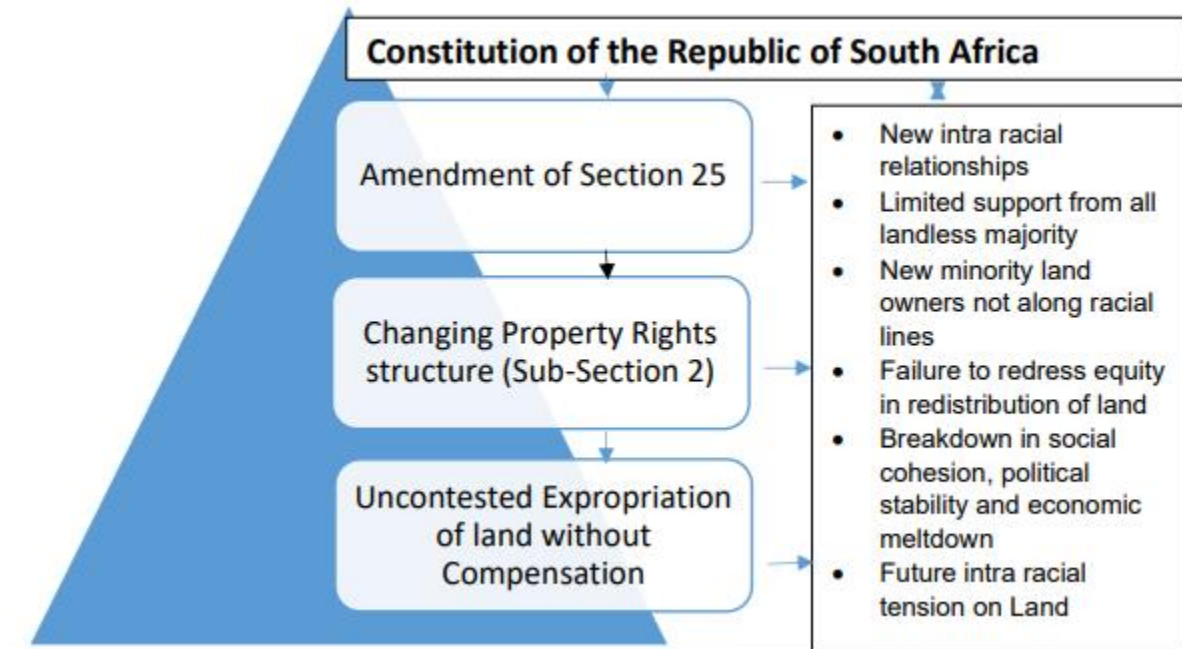 Constitution of the Republic of South Africa
Amendment of Section 25
Changing Property Rights
structure (Sub-Section 2)
Uncontested Expropriation
of land without
Compensation
• New intra racial
relationships
• Limited support from all
landless majority
• New minority land
owners not along racial
lines
• Failure to redress equity
in redistribution of land
• Breakdown in social
cohesion, political
stability and economic
meltdown
• Future intra racial
tension on Land